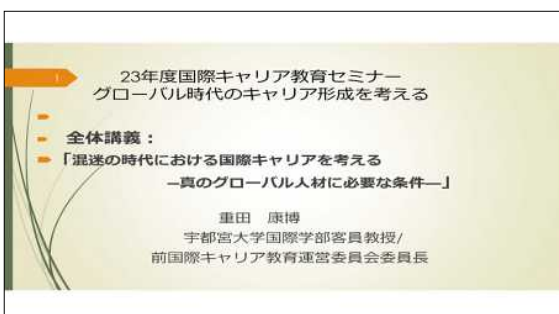 1
23年度国際キャリア教育セミナー
グローバル時代のキャリア形成を考える
全体講義：
「混迷の時代における国際キャリアを考える
―真のグローバル人材に必要な条件―」
重田　康博
宇都宮大学国際学部客員教授/
前国際キャリア教育運営委員会委員長